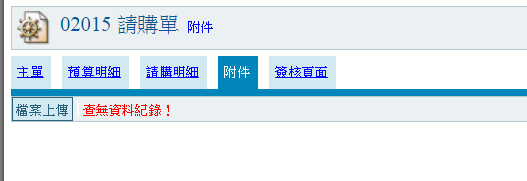 02015 請購單 附件
主單 預算明細 請購明細 附件 簽核頁面
檔案上傳 查無資料紀錄！